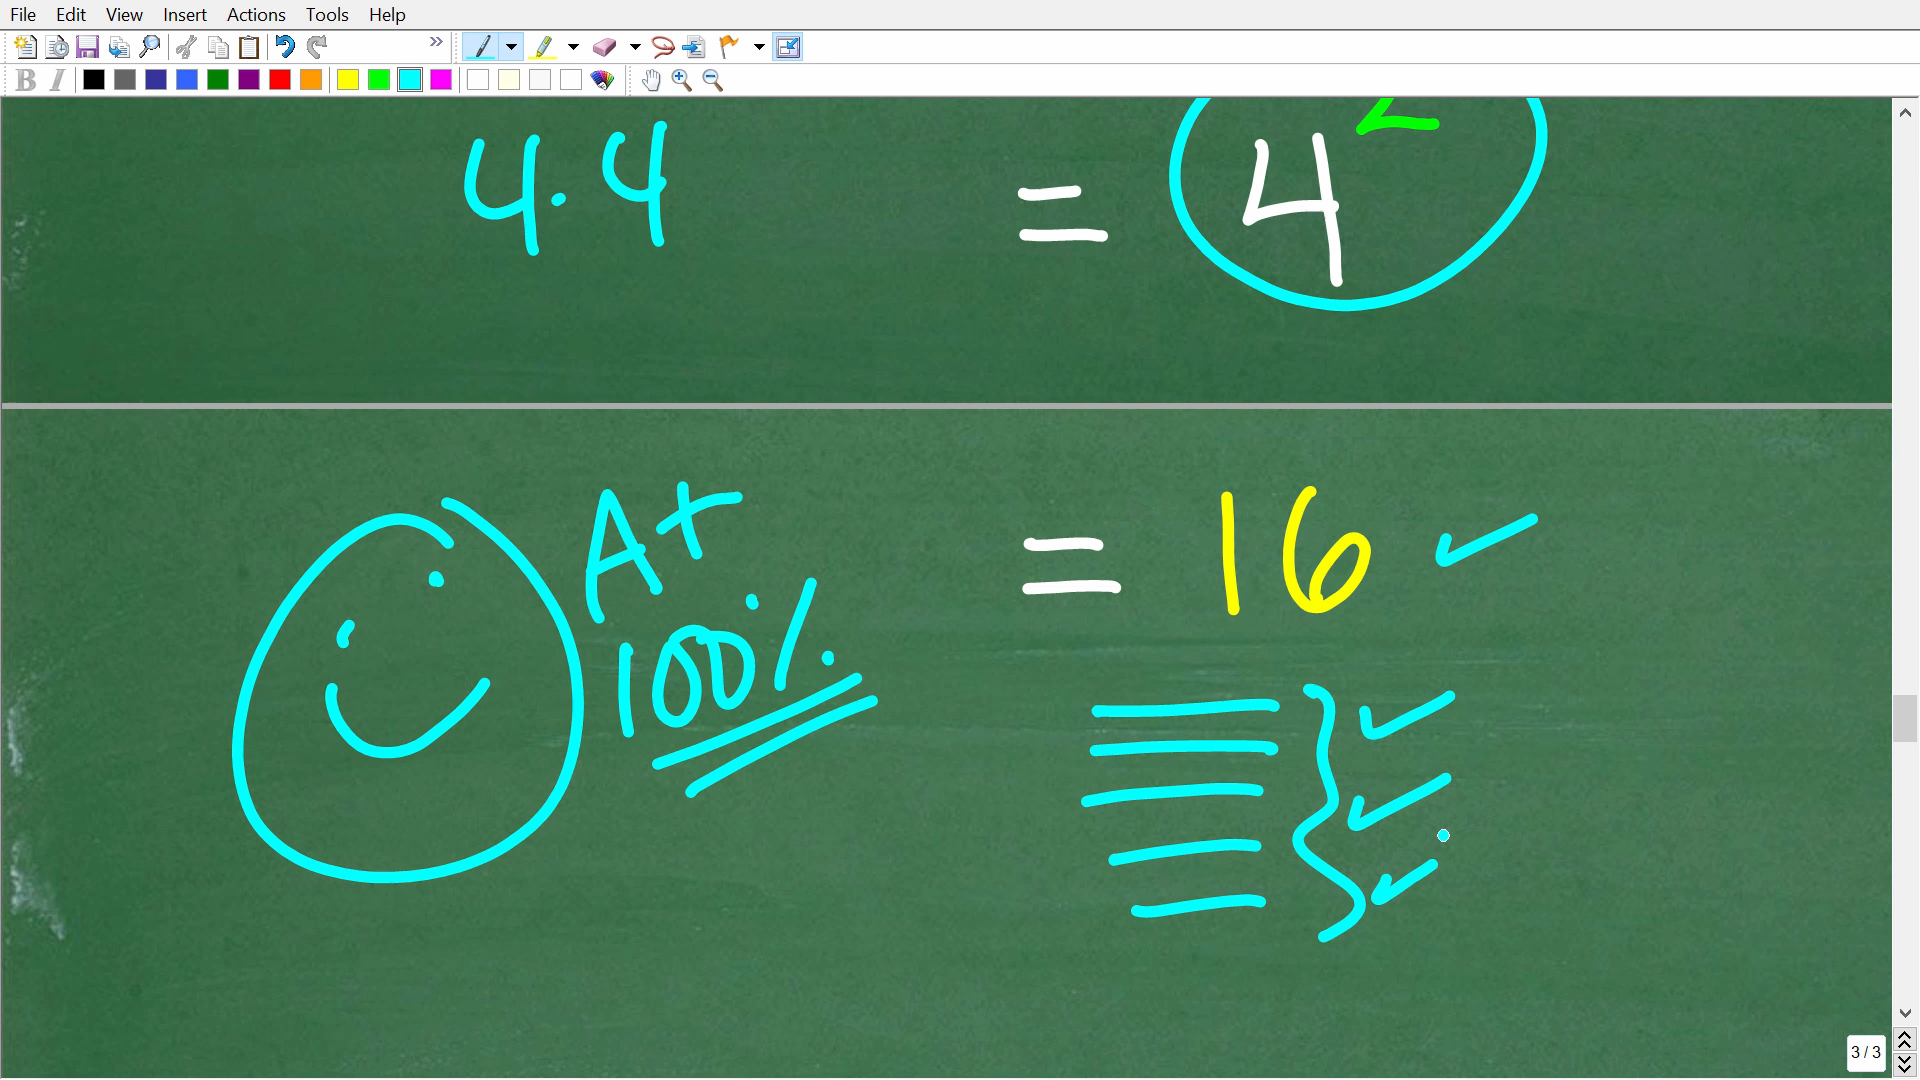 File Edit View Insert Actions Tools Help
B I
4·4 = 4²
A+ = 16 ✓
100%
3 / 3